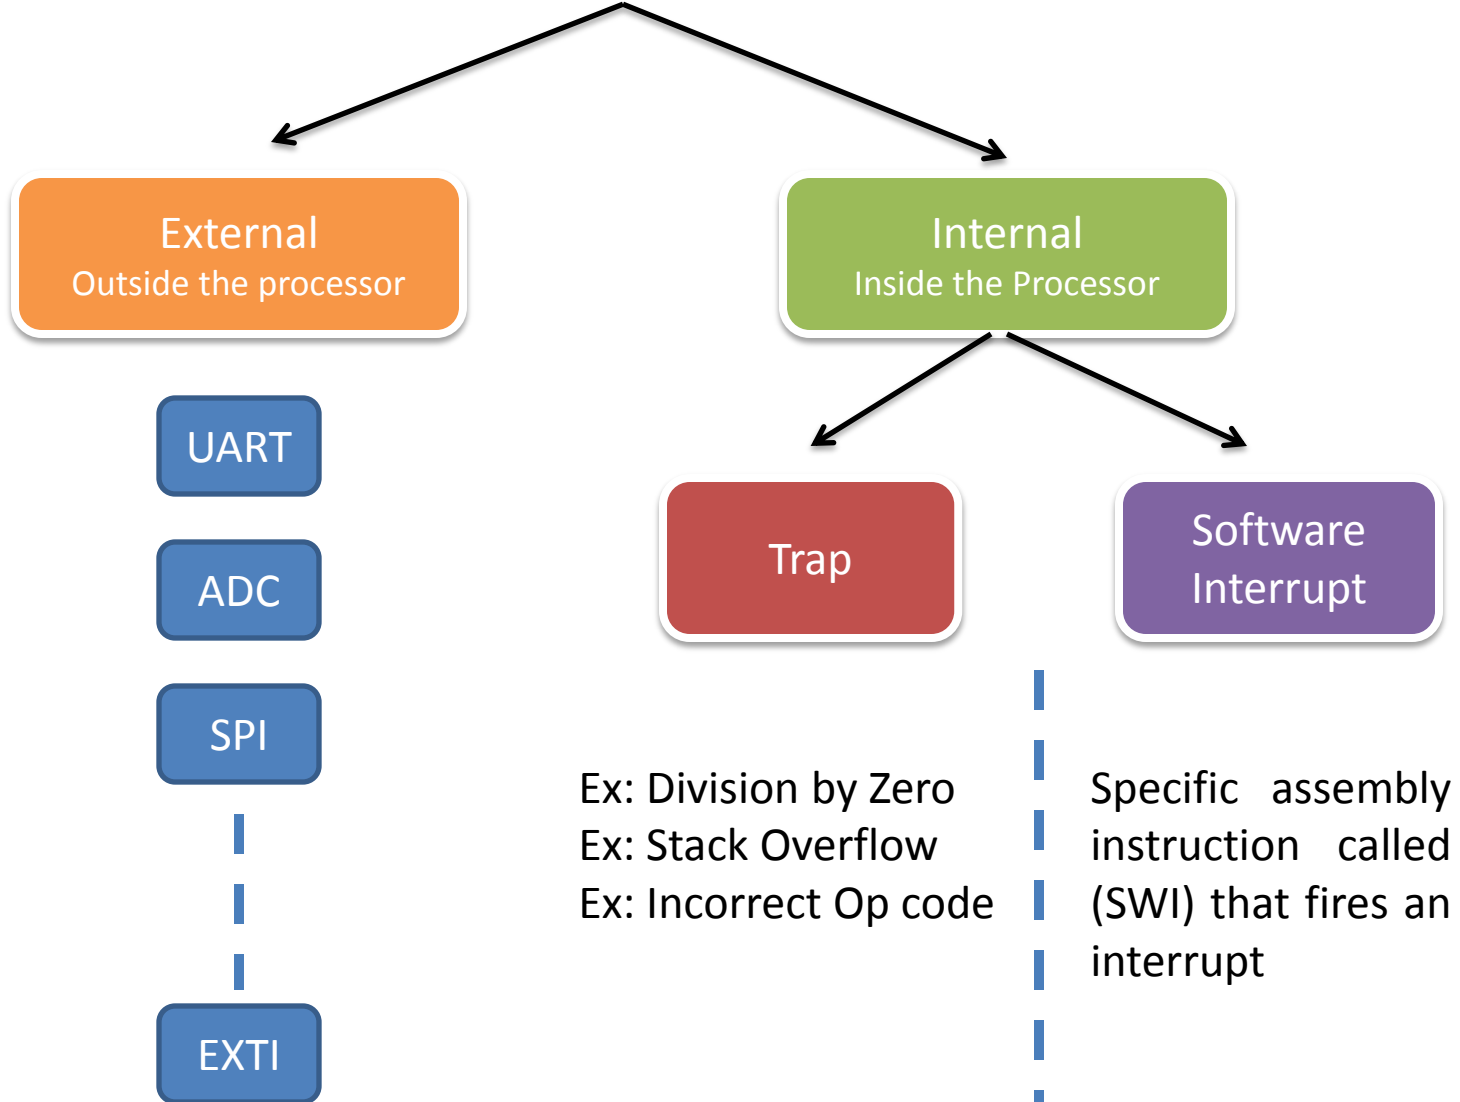 External
Outside the processor
Internal
Inside the Processor
UART
ADC
SPI
EXTI
Trap
Software
Interrupt
Ex: Division by Zero
Ex: Stack Overflow
Ex: Incorrect Op code
Specific assembly
instruction called
(SWI) that fires an
interrupt